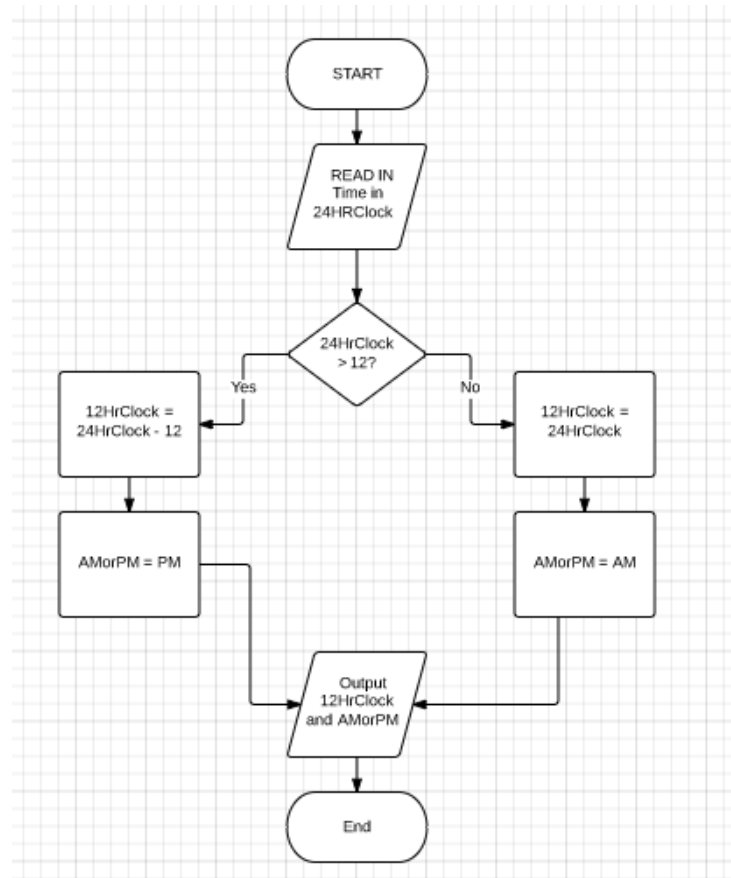 START
READ IN
Time in
24HRClock
24HrClock
> 12?
Yes
No
12HrClock =
24HrClock - 12
12HrClock =
24HrClock
AMorPM = PM
AMorPM = AM
Output
12HrClock
and AMorPM
End